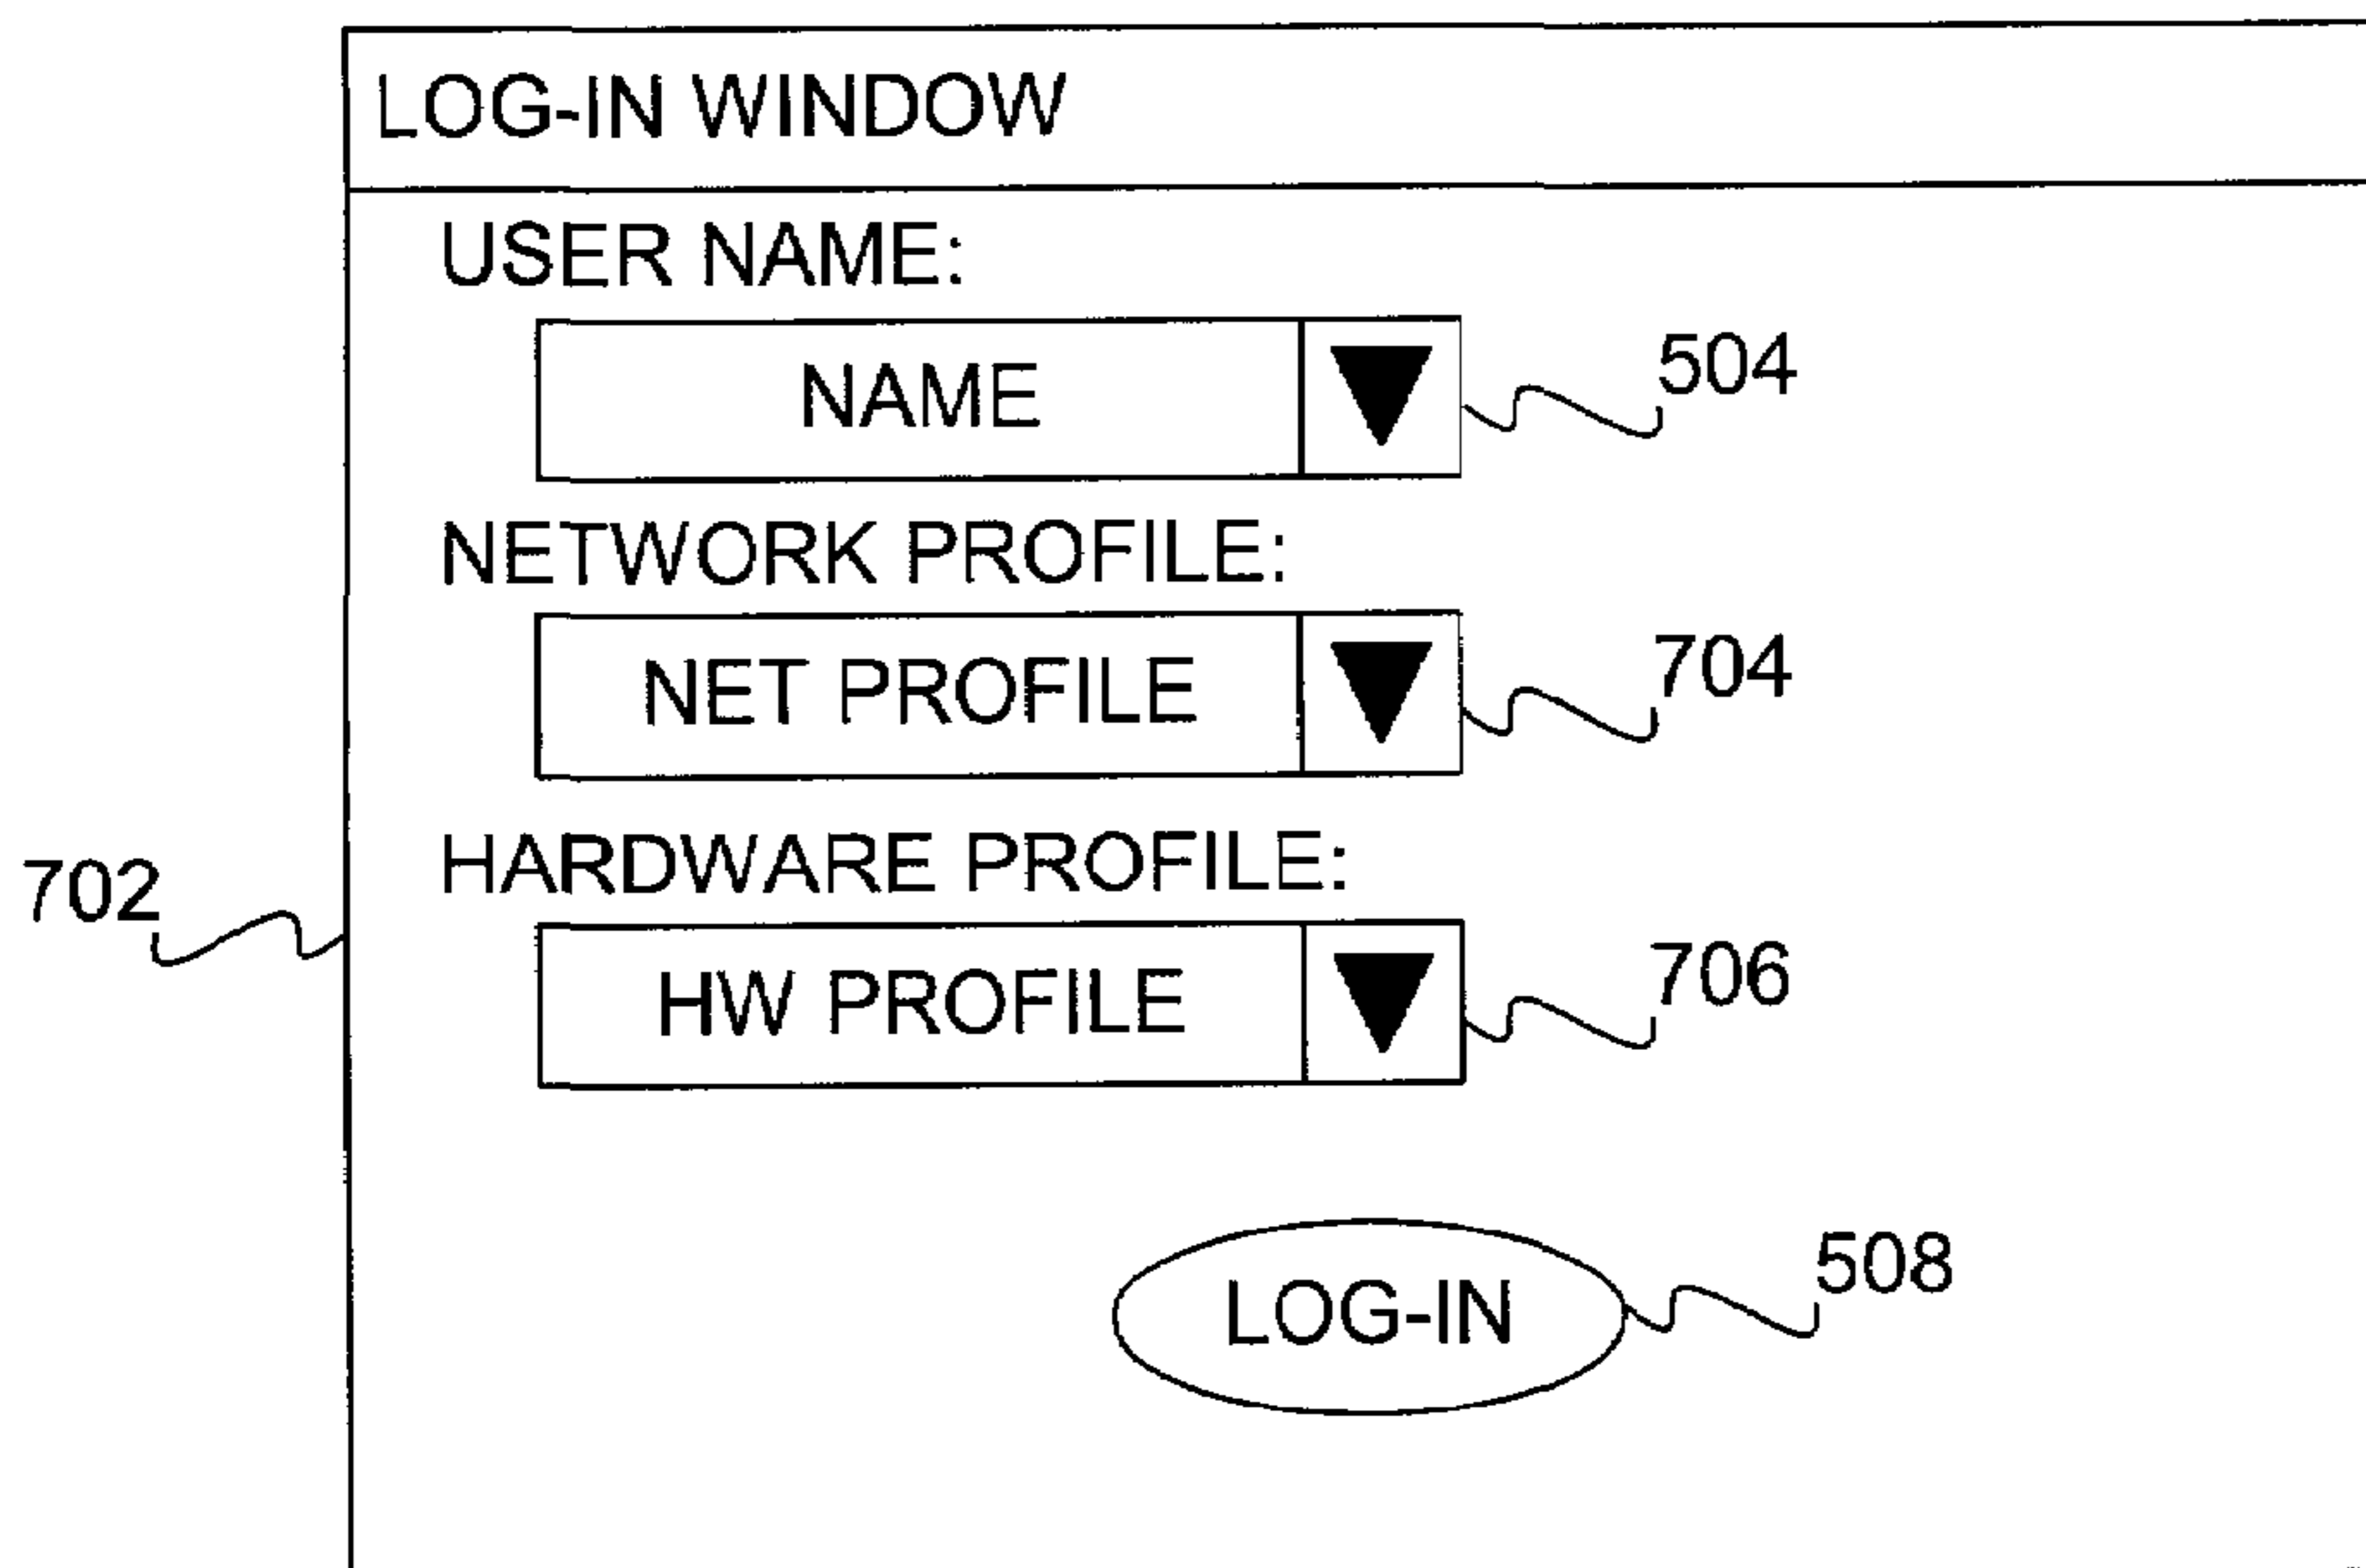 LOG-IN WINDOW
USER NAME:
NAME
504
NETWORK PROFILE:
NET PROFILE
704
HARDWARE PROFILE:
702
HW PROFILE
706
LOG-IN
508